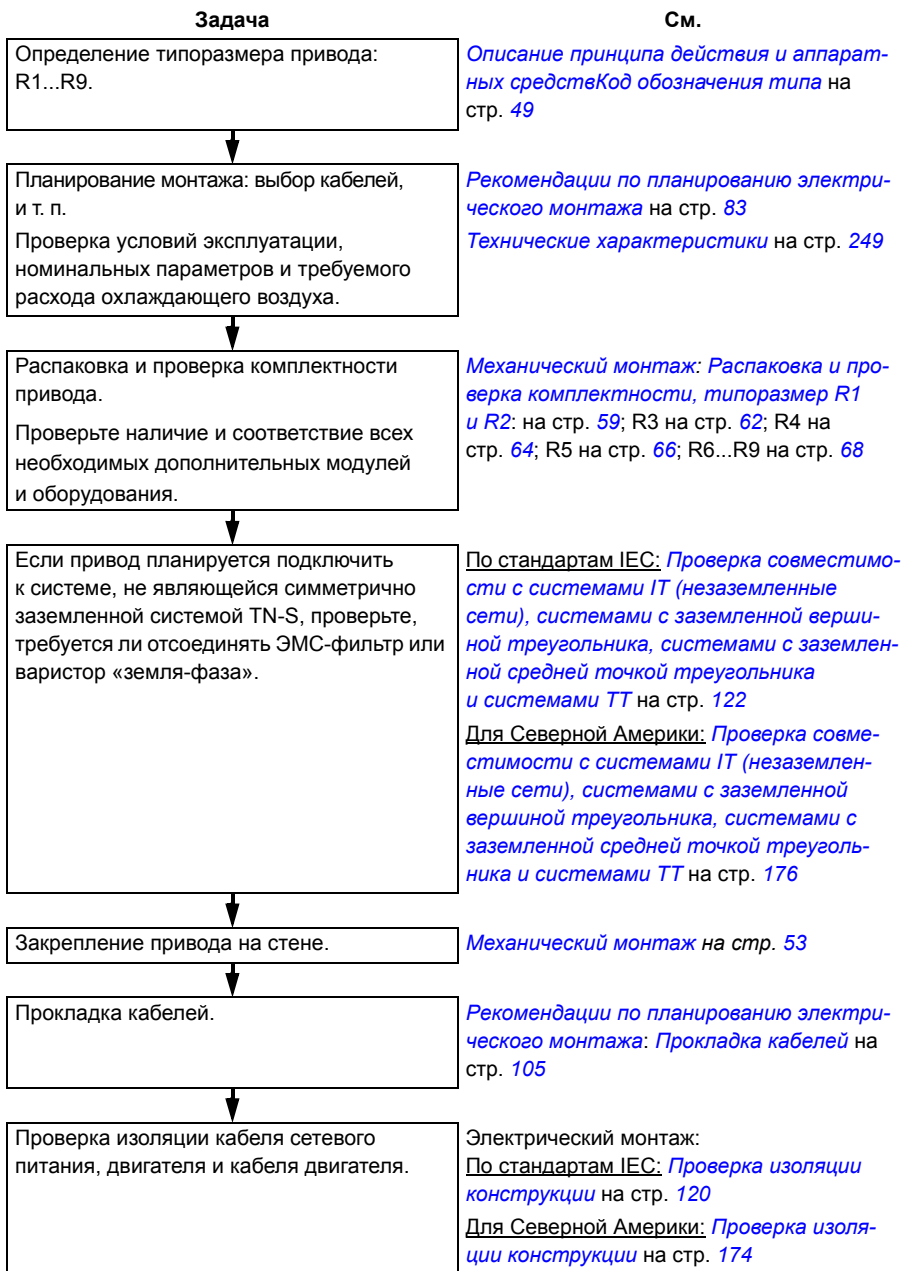 Задача
См.
Определение типоразмера привода:
R1...R9.
Описание принципа действия и аппарат-
ных средствКод обозначения типа на
стр. 49
Планирование монтажа: выбор кабелей,
и т. п.
Проверка условий эксплуатации,
номинальных параметров и требуемого
расхода охлаждающего воздуха.
Рекомендации по планированию электри-
ческого монтажа на стр. 83
Технические характеристики на стр. 249
Распаковка и проверка комплектности
привода.
Проверьте наличие и соответствие всех
необходимых дополнительных модулей
и оборудования.
Механический монтаж: Распаковка и про-
верка комплектности, типоразмер R1
и R2: на стр. 59; R3 на стр. 62; R4 на
стр. 64; R5 на стр. 66; R6...R9 на стр. 68
Если привод планируется подключить
к системе, не являющейся симметрично
заземленной системой TN-S, проверьте,
требуется ли отсоединять ЭМС-фильтр или
варистор «земля-фаза».
По стандартам IEC: Проверка совместимо-
сти с системами IT (незаземленные
сети), системами с заземленной верши-
ной треугольника, системами с заземлен-
ной средней точкой треугольника
и системами TT на стр. 122
Для Северной Америки: Проверка совме-
стимости с системами IT (незаземлен-
ные сети), системами с заземленной
вершиной треугольника, системами с
заземленной средней точкой треуголь-
ника и системами TT на стр. 176
Закрепление привода на стене.
Механический монтаж на стр. 53
Прокладка кабелей.
Рекомендации по планированию электри-
ческого монтажа: Прокладка кабелей на
стр. 105
Проверка изоляции кабеля сетевого
питания, двигателя и кабеля двигателя.
Электрический монтаж:
По стандартам IEC: Проверка изоляции
конструкции на стр. 120
Для Северной Америки: Проверка изоля-
ции конструкции на стр. 174